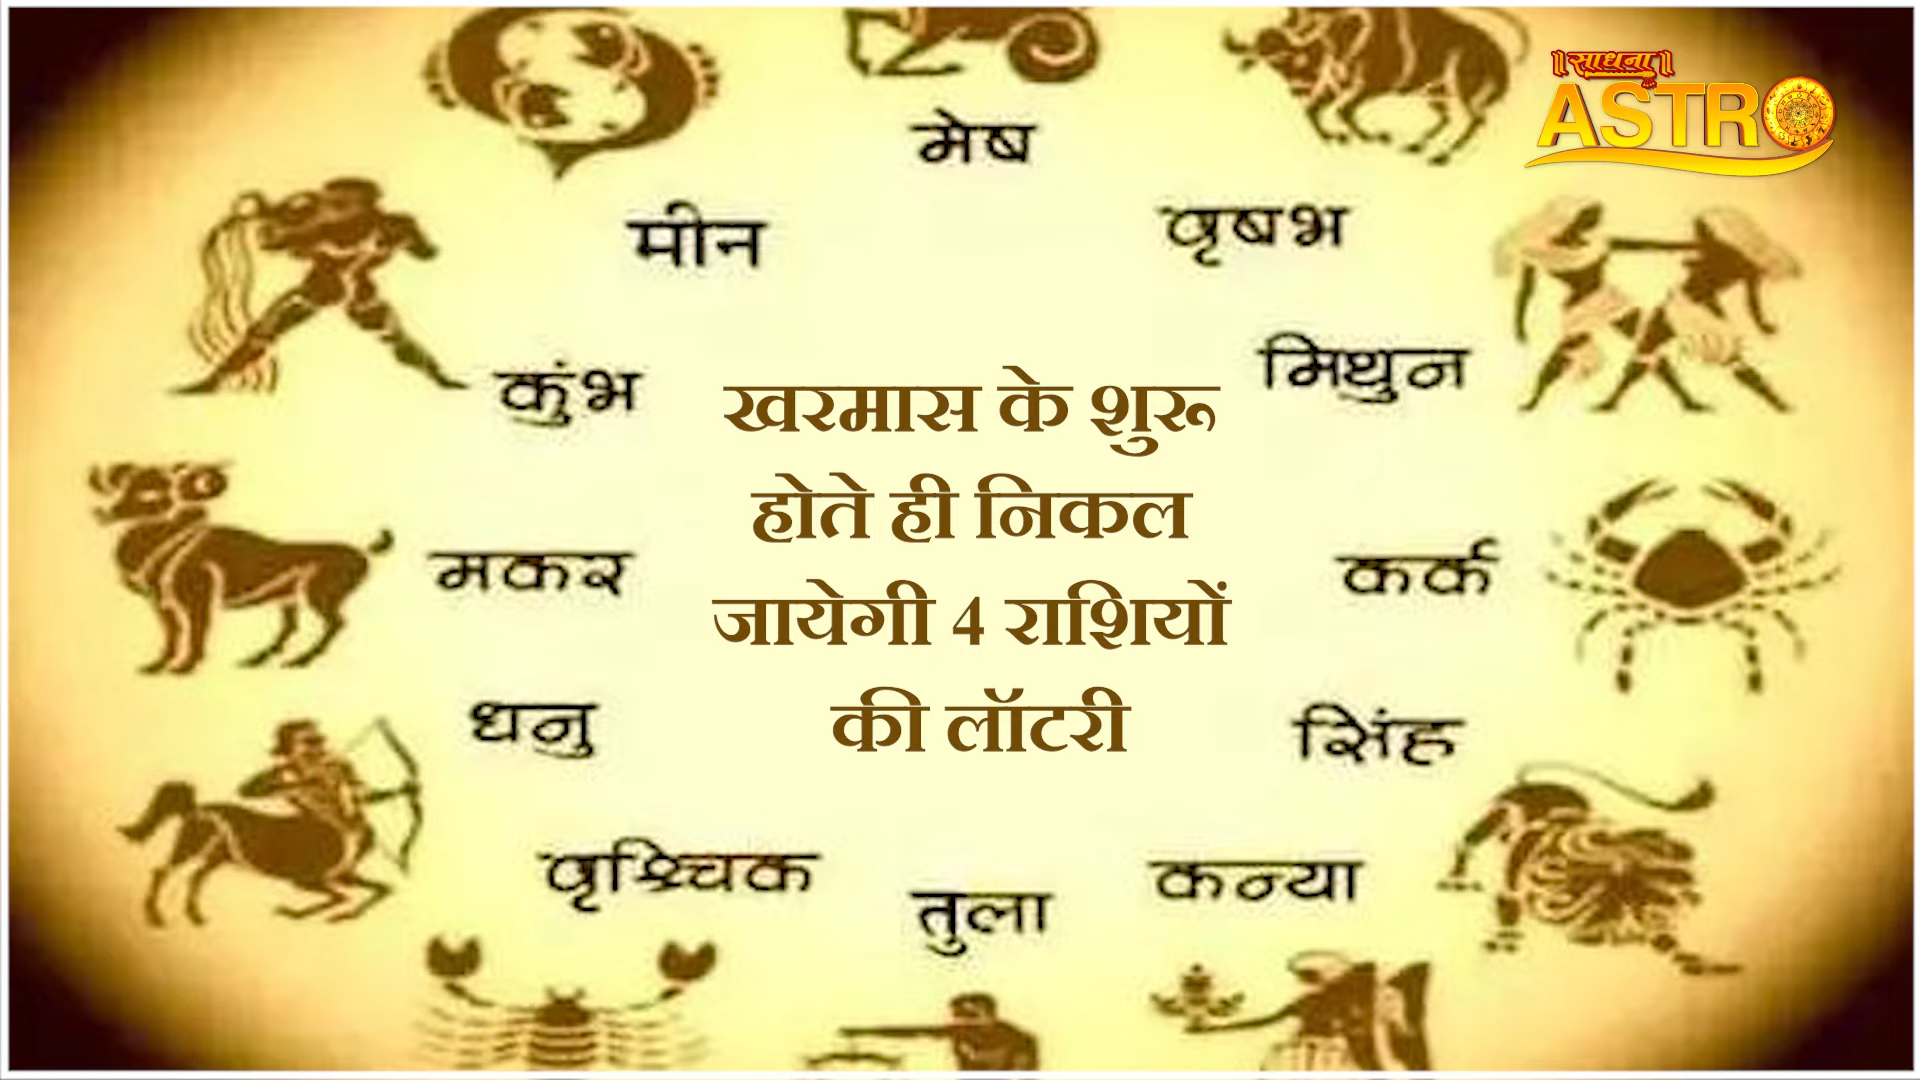 ॥साधना॥
ASTRO
मेष
मीन
वृषभ
कुंभ
मिथुन
खरमास के शुरू
होते ही निकल
जायेगी 4 राशियों
की लॉटरी
मकर
कर्क
धनु
सिंह
वृश्चिक
तुला
कन्या